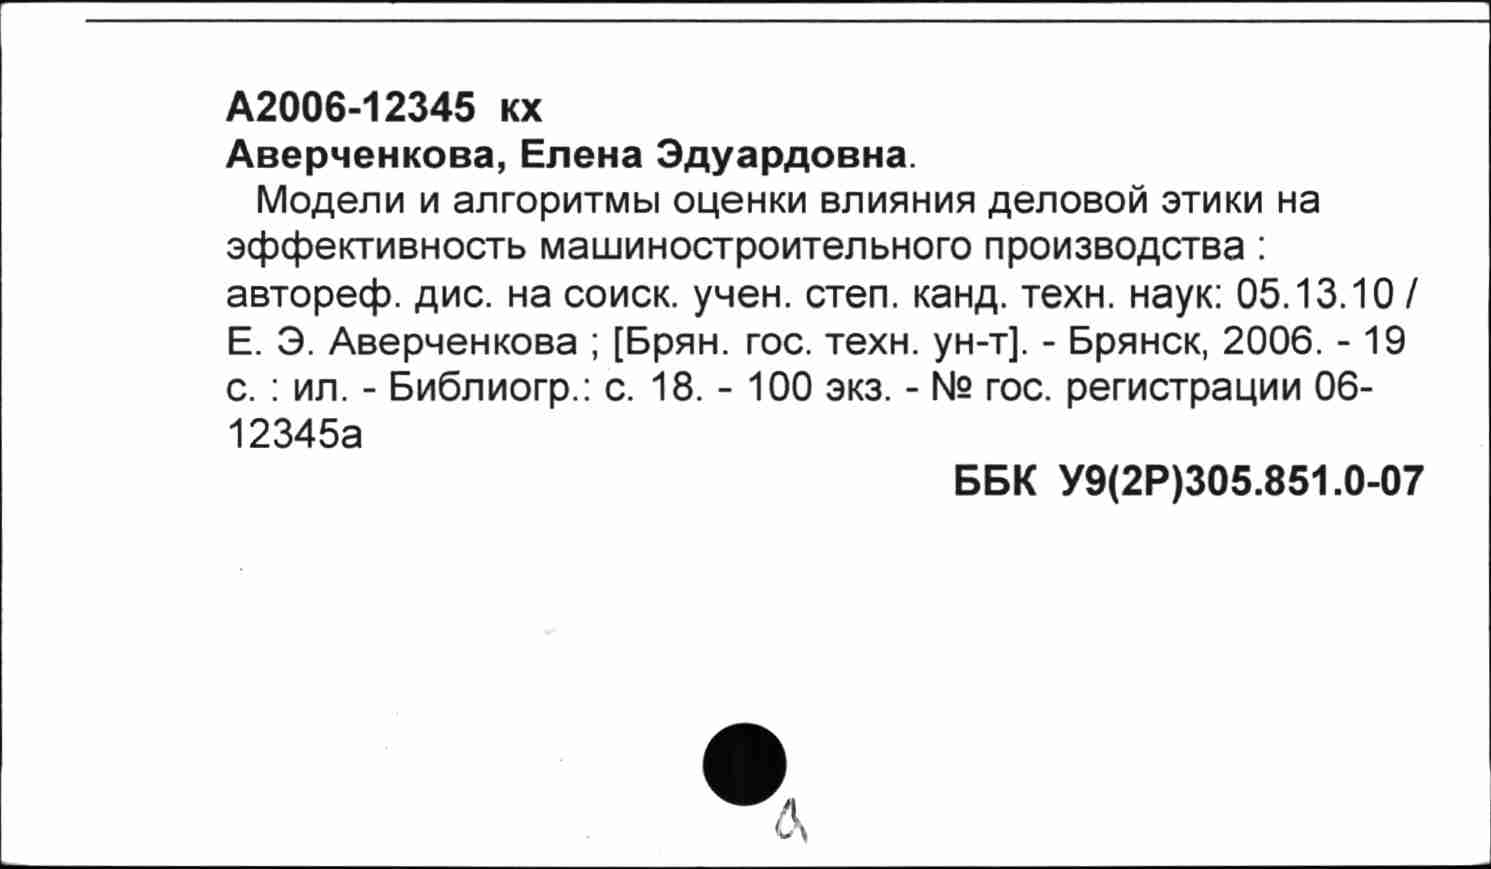 А2006-12345 кх
Аверченкова, Елена Эдуардовна.
Модели и алгоритмы оценки влияния деловой этики на
эффективность машиностроительного производства :
автореф. дис. на соиск. учен. степ. канд. техн. наук: 05.13.10 /
Е. Э. Аверченкова ; [Брян. гос. техн. ун-т]. - Брянск, 2006. - 19
с. : ил. - Библиогр.: с. 18. - 100 экз. - № гос. регистрации 06-
12345а
ББК У9(2Р)305.851.0-07